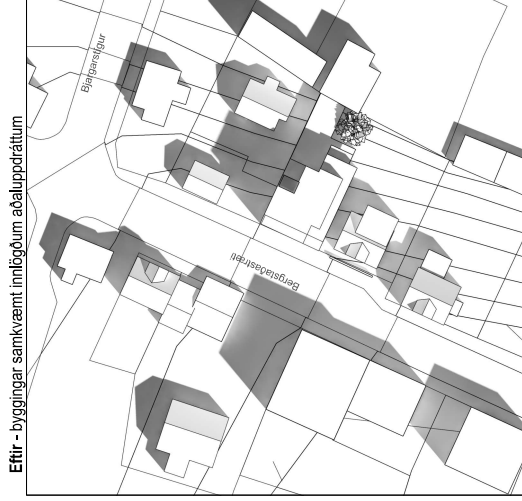 Eftir - byggingar samkvæmt innlögðum aðaluppdráttum
Bjargarstígur
Bergstaðastræti